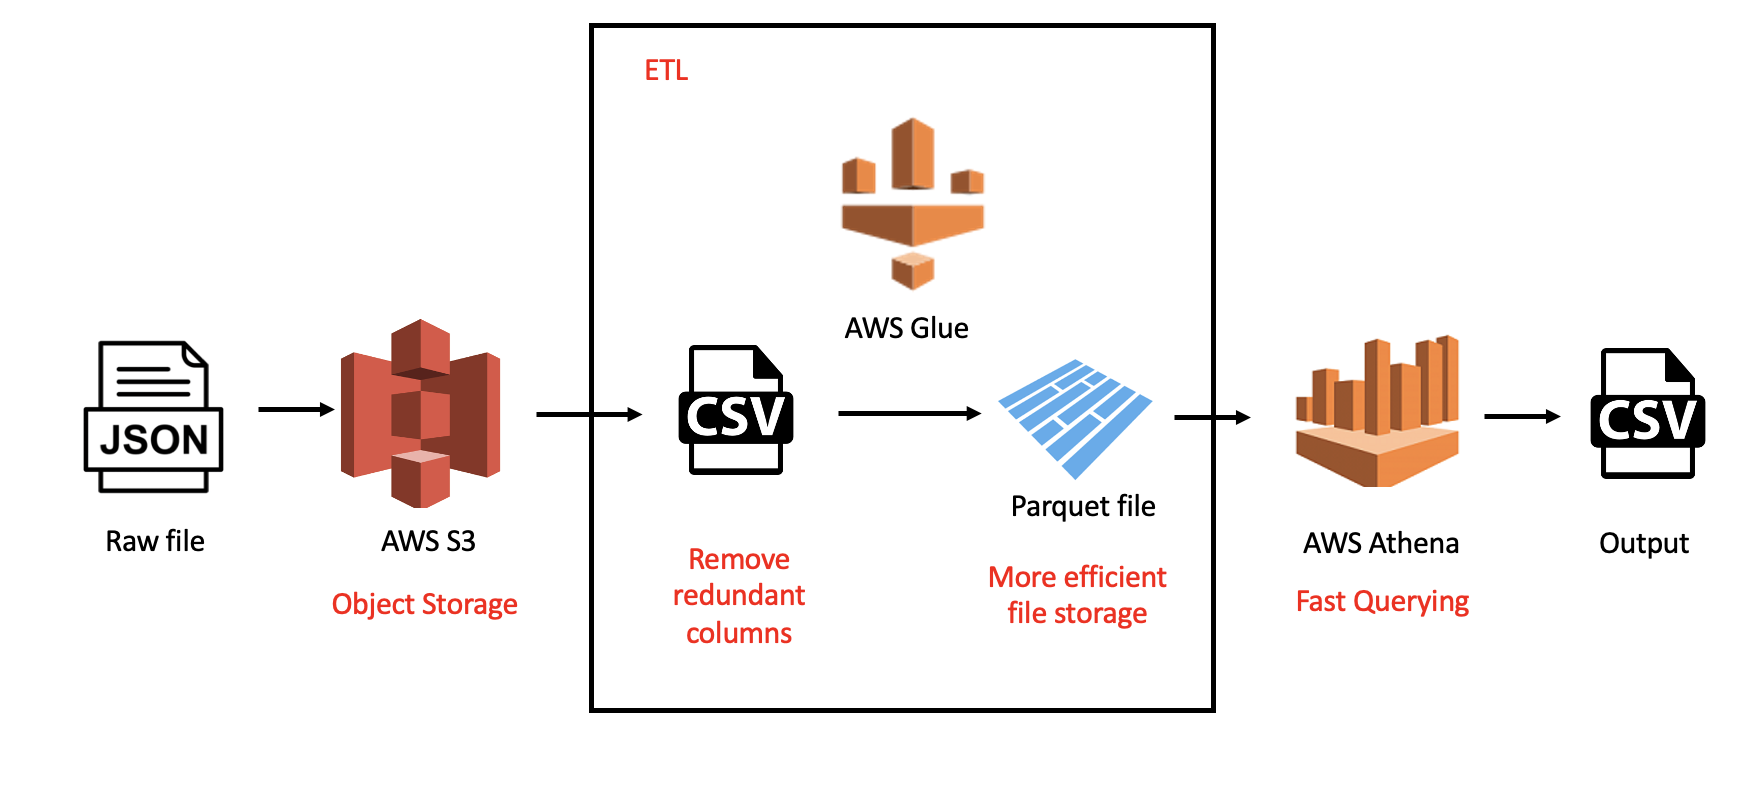 ETL
AWS Glue
JSON
Raw file
AWS S3
Object Storage
CSV
Remove
redundant
columns
Parquet file
More efficient
file storage
AWS Athena
Fast Querying
CSV
Output